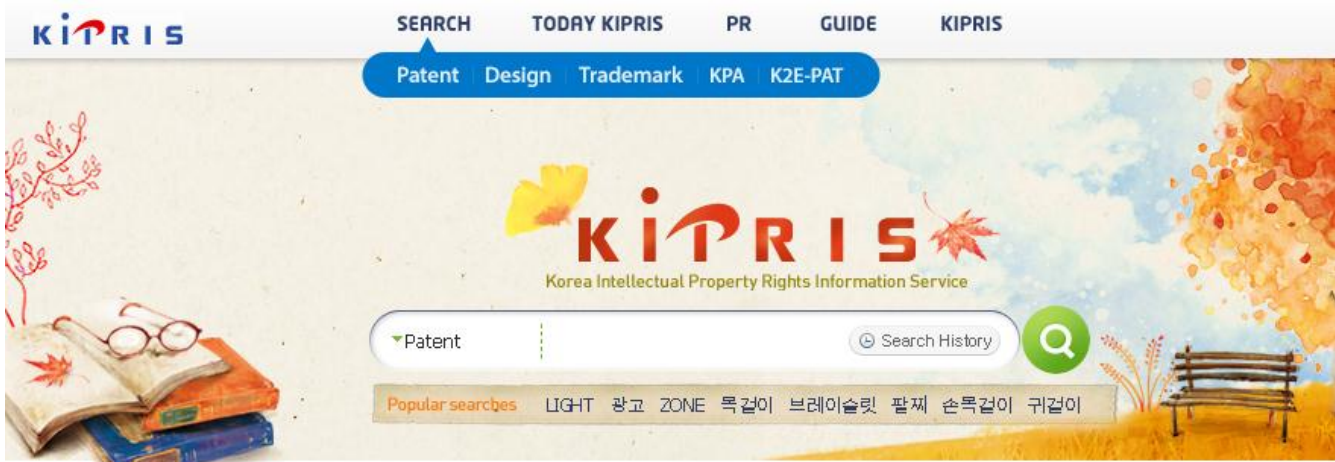 KIPRIS SEARCH TODAY KIPRIS PR GUIDE KIPRIS
Patent Design Trademark KPA K2E-PAT
KIPRIS
Korea Intellectual Property Rights Information Service
Patent Search History
Popular searches LIGHT 광고 ZONE 목걸이 브레이슬릿 팔찌 손목걸이 귀걸이